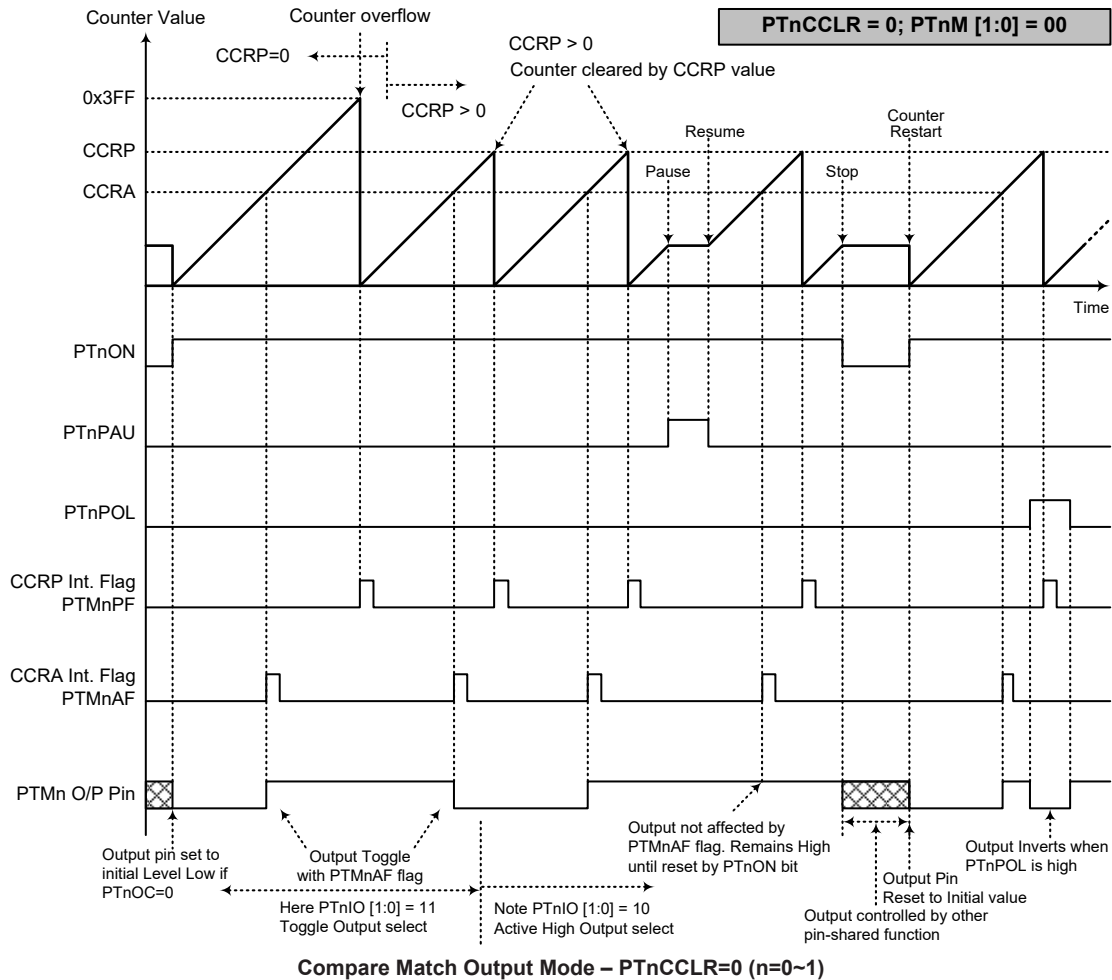 Counter Value
Counter overflow
PTnCCLR = 0; PTnM [1:0] = 00
CCRP=0
CCRP > 0
CCRP > 0
Counter cleared by CCRP value
0x3FF
CCRP
CCRA
Pause
Resume
Stop
Counter
Restart
Time
PTnON
PTnPAU
PTnPOL
CCRP Int. Flag
PTMnPF
CCRA Int. Flag
PTMnAF
PTMn O/P Pin
Output pin set to
initial Level Low if
PTnOC=0
Output Toggle
with PTMnAF flag
Here PTnIO [1:0] = 11
Toggle Output select
Note PTnIO [1:0] = 10
Active High Output select
Output not affected by
PTMnAF flag. Remains High
until reset by PTnON bit
Output Pin
Reset to Initial value
Output controlled by other
pin-shared function
Output Inverts when
PTnPOL is high
Compare Match Output Mode – PTnCCLR=0 (n=0~1)